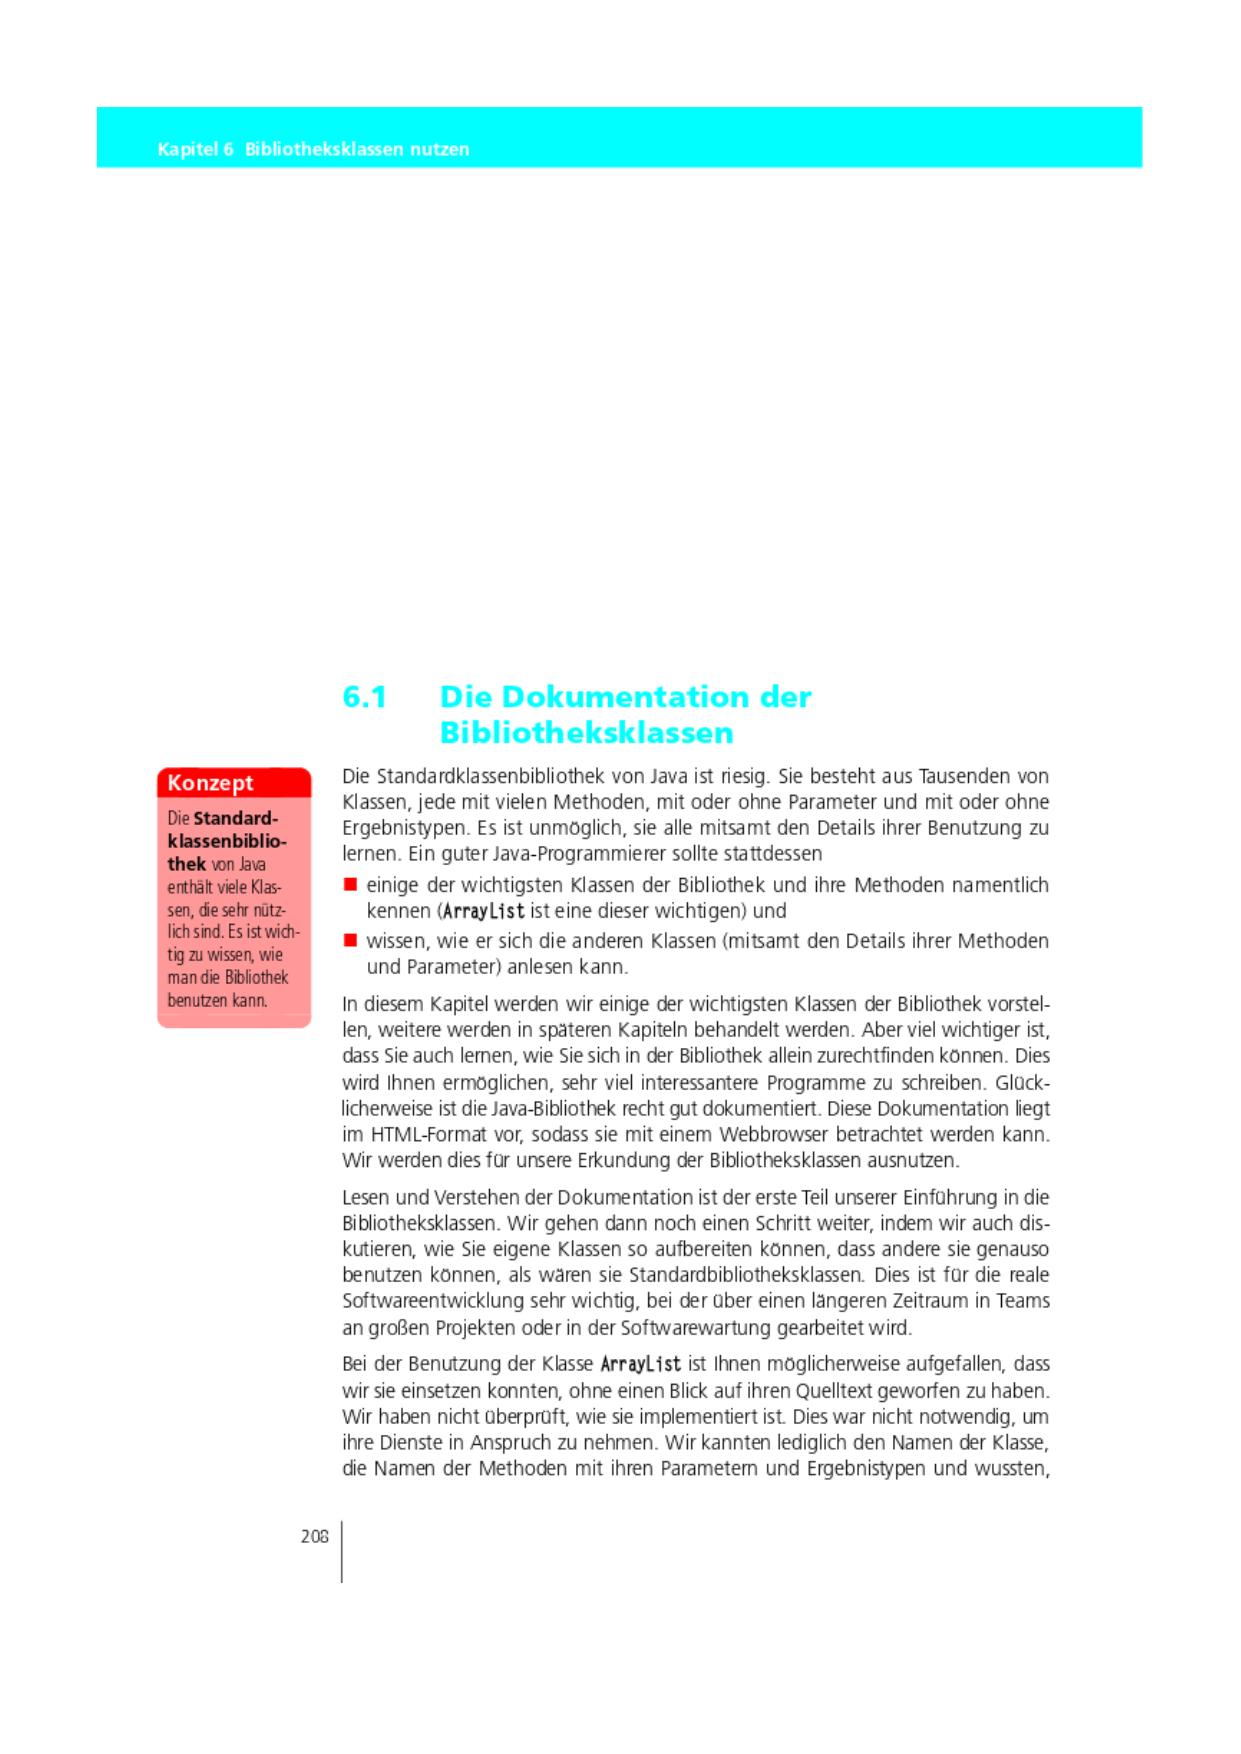 Kapitel 6 Bibliotheksklassen nutzen
6.1 Die Dokumentation der
Bibliotheksklassen
Konzept
Die Standard-
klassenbiblio-
thek von Java
enthält viele Klas-
sen, die sehr nütz-
lich sind. Es ist wich-
tig zu wissen, wie
man die Bibliothek
benutzen kann.
Die Standardklassenbibliothek von Java ist riesig. Sie besteht aus Tausenden von
Klassen, jede mit vielen Methoden, mit oder ohne Parameter und mit oder ohne
Ergebnistypen. Es ist unmöglich, sie alle mitsamt den Details ihrer Benutzung zu
lernen. Ein guter Java-Programmierer sollte stattdessen
■ einige der wichtigsten Klassen der Bibliothek und ihre Methoden namentlich
kennen (ArrayList ist eine dieser wichtigen) und
■ wissen, wie er sich die anderen Klassen (mitsamt den Details ihrer Methoden
und Parameter) anlesen kann.
In diesem Kapitel werden wir einige der wichtigsten Klassen der Bibliothek vorstel-
len, weitere werden in späteren Kapiteln behandelt werden. Aber viel wichtiger ist,
dass Sie auch lernen, wie Sie sich in der Bibliothek allein zurechtfinden können. Dies
wird Ihnen ermöglichen, sehr viel interessantere Programme zu schreiben. Glück-
licherweise ist die Java-Bibliothek recht gut dokumentiert. Diese Dokumentation liegt
im HTML-Format vor, sodass sie mit einem Webbrowser betrachtet werden kann.
Wir werden dies für unsere Erkundung der Bibliotheksklassen ausnutzen.
Lesen und Verstehen der Dokumentation ist der erste Teil unserer Einführung in die
Bibliotheksklassen. Wir gehen dann noch einen Schritt weiter, indem wir auch dis-
kutieren, wie Sie eigene Klassen so aufbereiten können, dass andere sie genauso
benutzen können, als wären sie Standardbibliotheksklassen. Dies ist für die reale
Softwareentwicklung sehr wichtig, bei der über einen längeren Zeitraum in Teams
an großen Projekten oder in der Softwarewartung gearbeitet wird.
Bei der Benutzung der Klasse ArrayList ist Ihnen möglicherweise aufgefallen, dass
wir sie einsetzen konnten, ohne einen Blick auf ihren Quelltext geworfen zu haben.
Wir haben nicht überprüft, wie sie implementiert ist. Dies war nicht notwendig, um
ihre Dienste in Anspruch zu nehmen. Wir kannten lediglich den Namen der Klasse,
die Namen der Methoden mit ihren Parametern und Ergebnistypen und wussten,
208